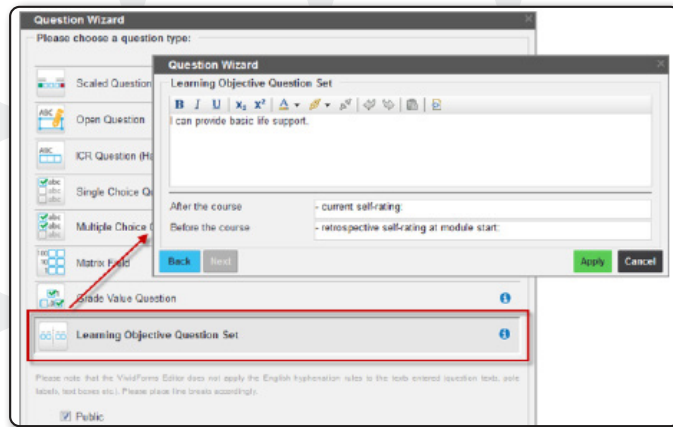 Question Wizard
Please choose a question type:
Scaled Question
Open Question
ICR Question (Ha
Single Choice Qu
Multiple Choice
Matrix Field
Grade Value Question
Learning Objective Question Set
Please note that the VividForms Editor does not apply the English hyphenation rules to the texts entered (question texts, pole
labels, text boxes etc.). Please place line breaks accordingly.
Public
Question Wizard
Learning Objective Question Set
B I U x₂ x² A
I can provide basic life support.
After the course - current self-rating:
Before the course - retrospective self-rating at module start:
Back Next Apply Cancel